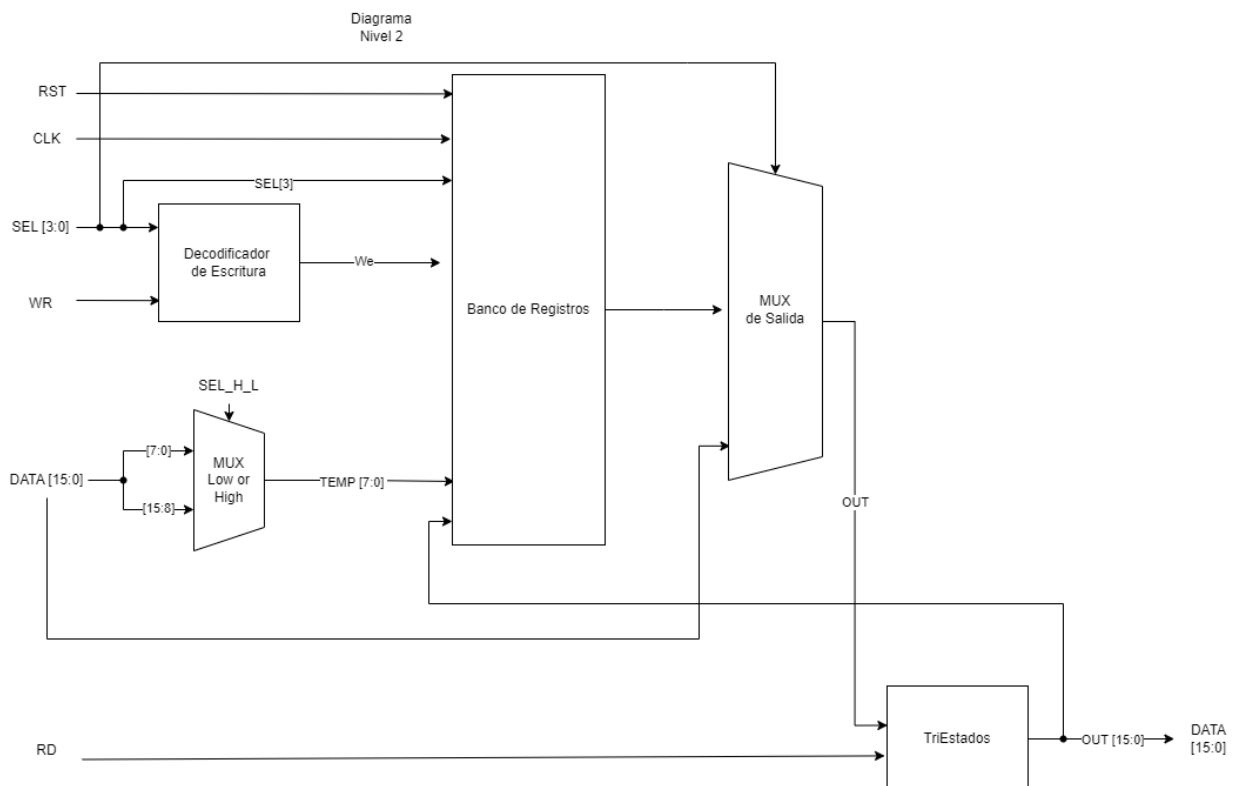 Diagrama
Nivel 2
RST
CLK
SEL[3]
SEL [3:0]
Decodificador
de Escritura
We
WR
Banco de Registros
MUX
de Salida
SEL_H_L
[7:0]
DATA [15:0]
MUX
Low or
High
TEMP [7:0]
[15:8]
OUT
RD
TriEstados
OUT [15:0]
DATA
[15:0]